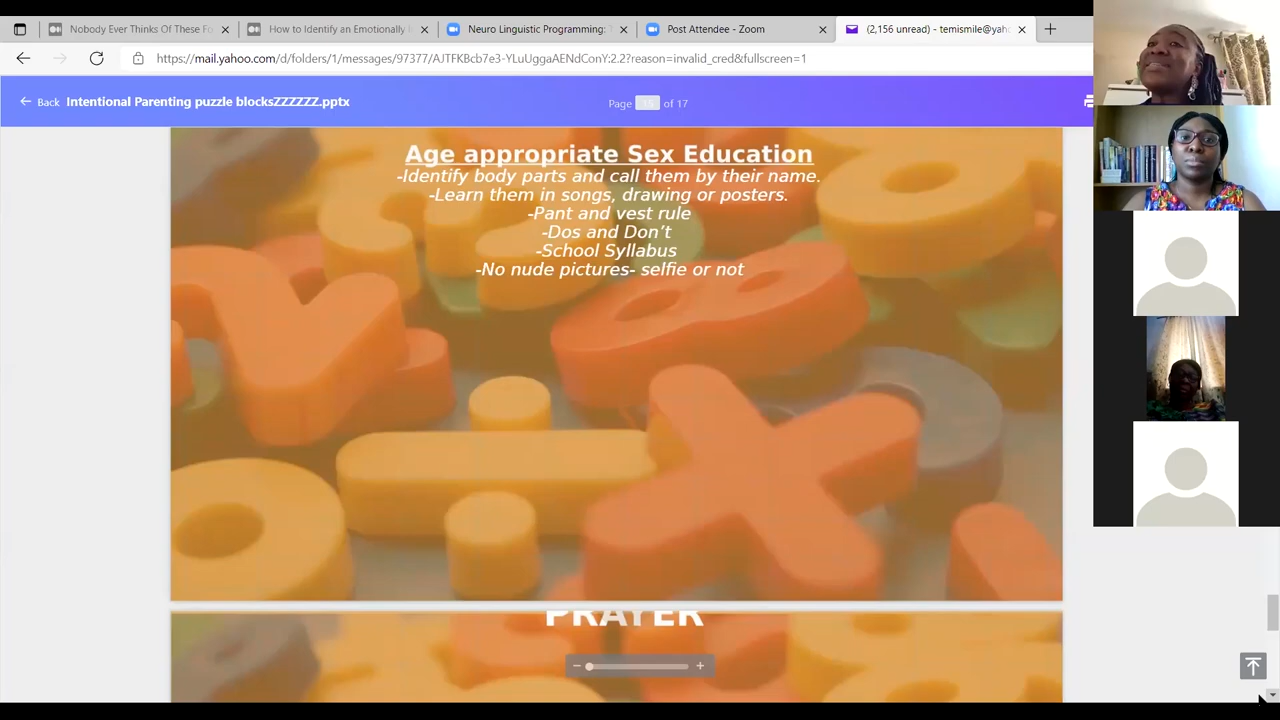 Nobody Ever Thinks Of These Fo
How to Identify an Emotionally I
Neuro Linguistic Programming:
Post Attendee - Zoom
(2,156 unread) - temismile@yaho
https://mail.yahoo.com/d/folders/1/messages/97377/AJTFKBcb7e3-YLuUggaAENdConY:2.2?reason=invalid_cred&fullscreen=1
Back Intentional Parenting puzzle blocksZZZZZZ.pptx
Page of 17
Age appropriate Sex Education
-Identify body parts and call them by their name.
-Learn them in songs, drawing or posters.
-Pant and vest rule
-Dos and Don’t
-School Syllabus
-No nude pictures- selfie or not
PRAYER